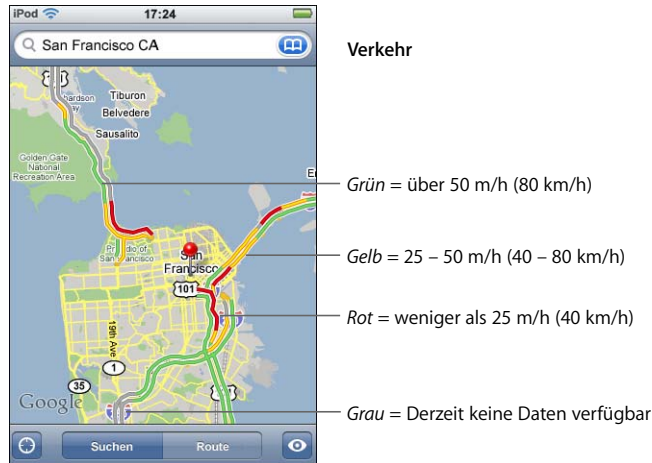 iPod 17:24
San Francisco CA
Verkehr
101
Tiburon
Belvedere
Sausalito
Golden Gate
National
Recreation Area
Grün = über 50 m/h (80 km/h)
San
Francisco
Gelb = 25 – 50 m/h (40 – 80 km/h)
101
Rot = weniger als 25 m/h (40 km/h)
19th Ave
1
35
Google
Grau = Derzeit keine Daten verfügbar
Suchen Route